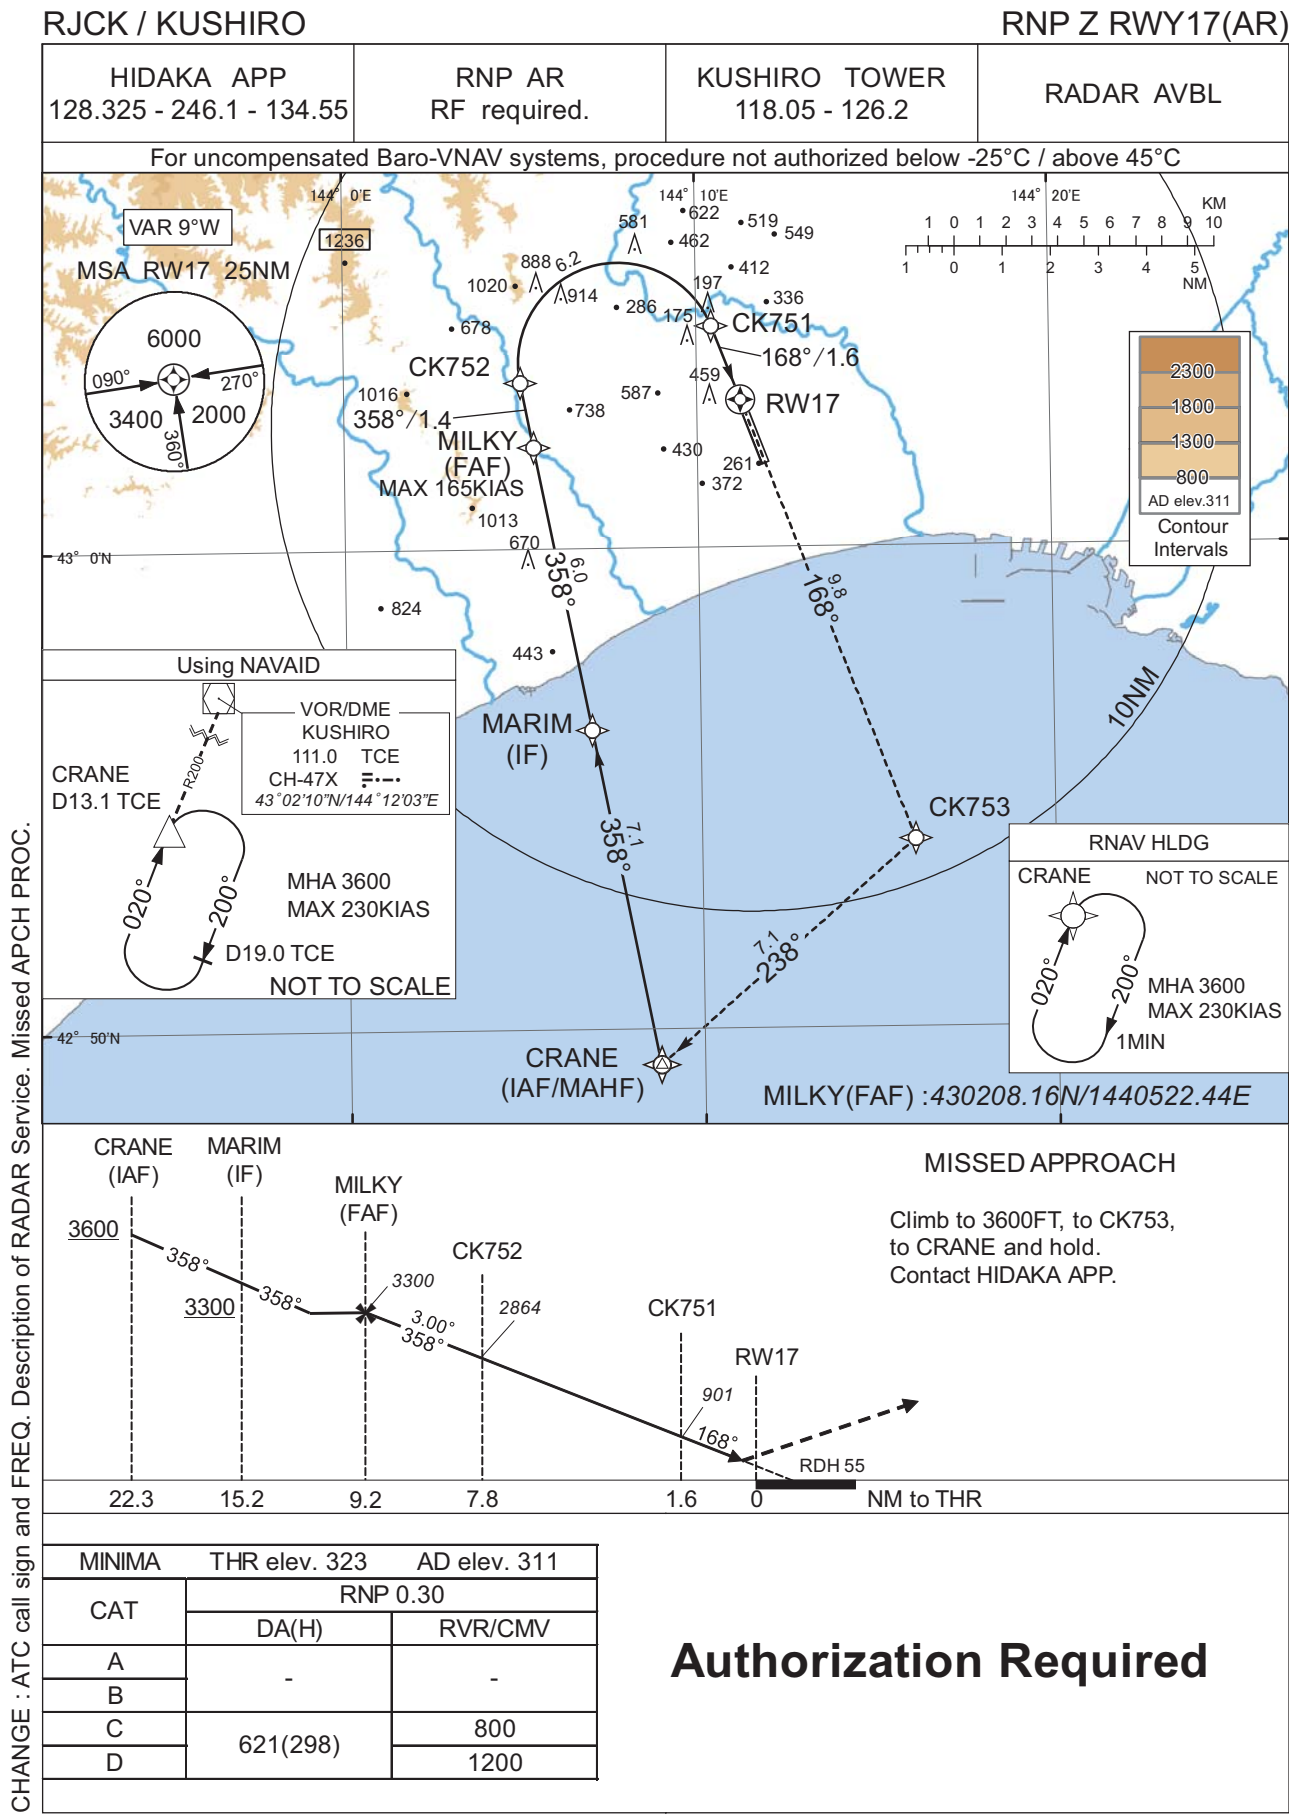 RJCK / KUSHIRO
RNP Z RWY17(AR)
HIDAKA APP
128.325 - 246.1 - 134.55
RNP AR
RF required.
KUSHIRO TOWER
118.05 - 126.2
RADAR AVBL
For uncompensated Baro-VNAV systems, procedure not authorized below -25°C / above 45°C
144° 0'E
144° 10'E
144° 20'E
VAR 9°W
1236
MSA RW17 25NM
6000
090°
270°
3400
2000
360°
622
519
549
581
462
412
888
6.2
1020
914
286
197
336
175
678
CK751
168°/1.6
CK752
459
RW17
1016
358°/1.4
738
587
MILKY
(FAF)
MAX 165KIAS
430
261
372
1013
670
6.0
358°
9.8
168°
43° 0'N
824
443
KM
1 0 1 2 3 4 5 6 7 8 9 10
1 0 1 2 3 4 5
NM
2300
1800
1300
800
AD elev.311
Contour
Intervals
Using NAVAID
VOR/DME
KUSHIRO
111.0 TCE
CH-47X
43°02'10"N/144°12'03"E
R200
CRANE
D13.1 TCE
020°
200°
MHA 3600
MAX 230KIAS
D19.0 TCE
NOT TO SCALE
MARIM
(IF)
7.1
358°
10NM
CK753
7.1
238°
RNAV HLDG
CRANE
NOT TO SCALE
020°
200°
MHA 3600
MAX 230KIAS
1MIN
42° 50'N
CRANE
(IAF/MAHF)
MILKY(FAF) :430208.16N/1440522.44E
CRANE
(IAF)
MARIM
(IF)
MILKY
(FAF)
CK752
CK751
RW17
3600
358°
3300
358°
3300
3.00°
358°
2864
901
168°
RDH 55
22.3
15.2
9.2
7.8
1.6
0
NM to THR
MISSED APPROACH
Climb to 3600FT, to CK753,
to CRANE and hold.
Contact HIDAKA APP.
MINIMA THR elev. 323 AD elev. 311
CAT
RNP 0.30
DA(H)
RVR/CMV
A
-
-
B
C
621(298)
800
D
1200
Authorization Required
CHANGE : ATC call sign and FREQ. Description of RADAR Service. Missed APCH PROC.